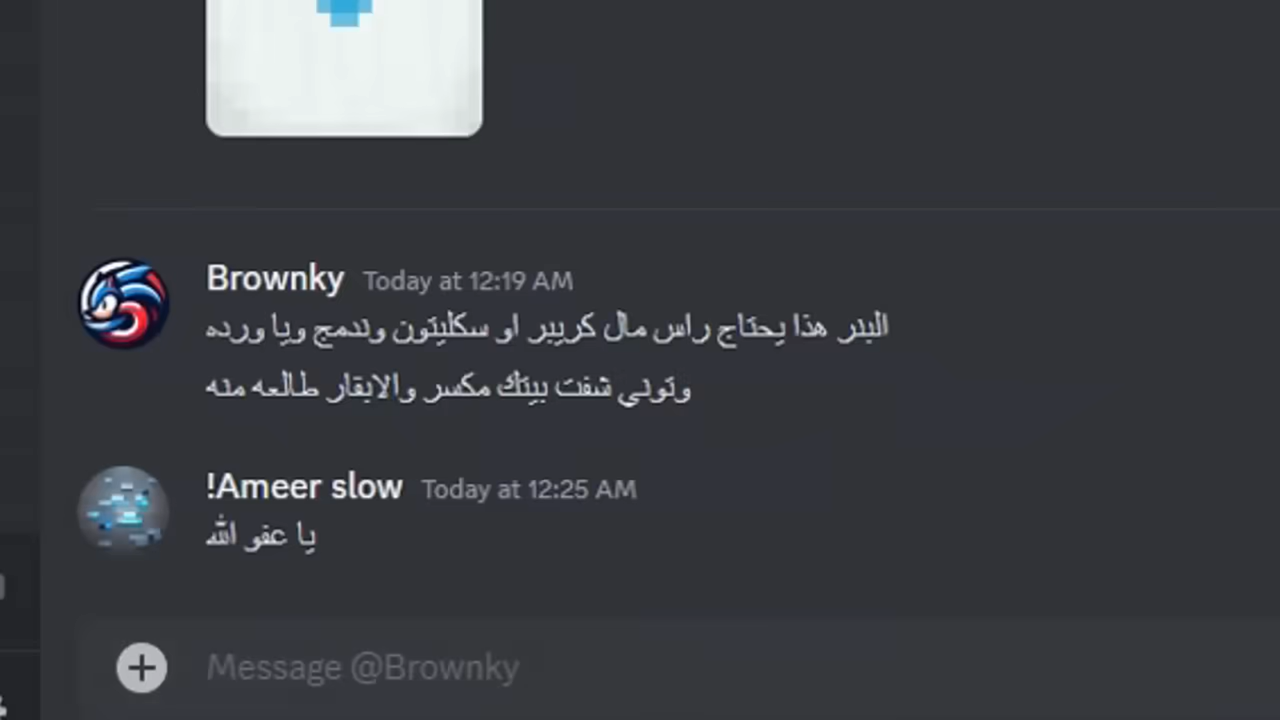 Brownky Today at 12:19 AM
البنر هذا يحتاج راس مال كريبر او سكليتون وندمج ويا ورده
وتوني شفت بيتك مكسر والابقار طالعه منه
!Ameer slow Today at 12:25 AM
يا عفو الله
Message @Brownky